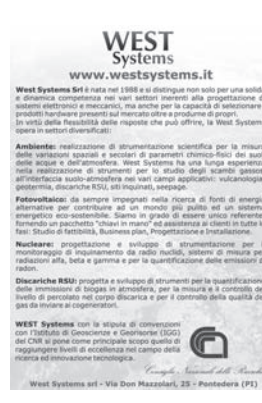 WEST
Systems
www.westsystems.it
West Systems Srl è nata nel 1988 e si distingue non solo per una solida
e dinamica competenza nei vari settori inerenti alla progettazione di
sistemi elettronici e meccanici, ma anche per la capacità di selezionare
prodotti hardware presenti sul mercato oltre a produrne di propri.
In virtù della flessibilità delle risposte che può offrire, la West Systems
opera in settori diversificati:
Ambiente: realizzazione di strumentazione scientifica per la misura
delle variazioni spaziali e secolari di parametri chimico-fisici dei suoli
delle acque e dell'atmosfera. West Systems ha una lunga esperienza
nella realizzazione di strumenti per lo studio degli scambi gassosi
all'interfaccia suolo-atmosfera nei vari campi applicativi: vulcanologia,
geotermia, discariche RSU, siti inquinati, seepage.
Fotovoltaica: da sempre impegnati nella ricerca di fonti di energia
alternative per contribuire ad un mondo più pulito ed un sistema
energetico eco-sostenibile. Siamo in grado di essere unico referente
fornendo un pacchetto "chiavi in mano" ed assistenza ai clienti in tutte le
fasi: Studio di fattibilità, Business plan, Progettazione e Installazione.
Nucleare: progettazione e sviluppo di strumentazione per il
monitoraggio di inquinamento da radio nuclidi, sistemi di misura per
radiazioni alfa, beta e gamma e per la quantificazione delle emissioni di
radon.
Discariche RSU: progetta e sviluppo di strumenti per la quantificazione
delle immissioni di biogas in atmosfera, per la misura e il controllo del
livello di percolato nel corpo discarica e per il controllo della qualità del
gas da inviare ai cogeneratori.
WEST Systems con la stipula di convenzioni
con l'Istituto di Geoscienze e Georisorse (IGG)
del CNR si pone come principale scopo quello di
raggiungere livelli di eccellenza nel campo della
ricerca ed innovazione tecnologica.
Consiglio Nazionale delle Ricerche
West Systems srl - Via Don Mazzolari, 25 - Pontedera (PI)